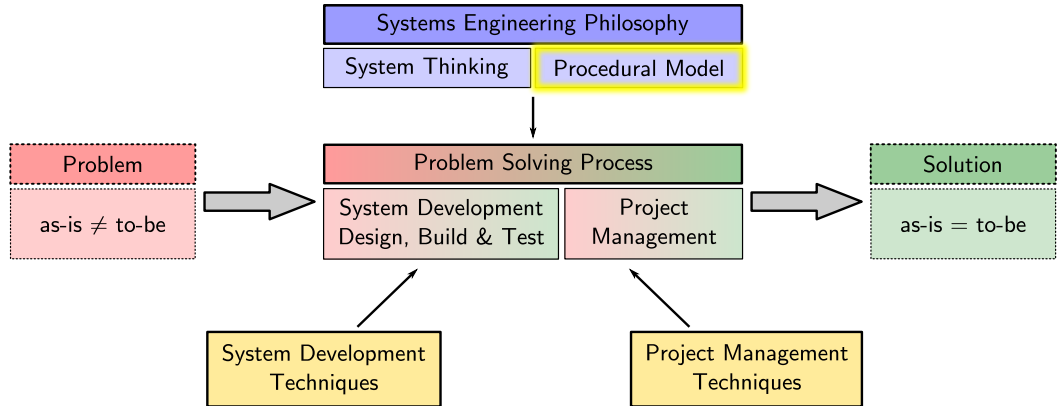 Systems Engineering Philosophy
System Thinking
Procedural Model
Problem
as-is ≠ to-be
Problem Solving Process
System Development
Design, Build & Test
Project
Management
Solution
as-is = to-be
System Development
Techniques
Project Management
Techniques